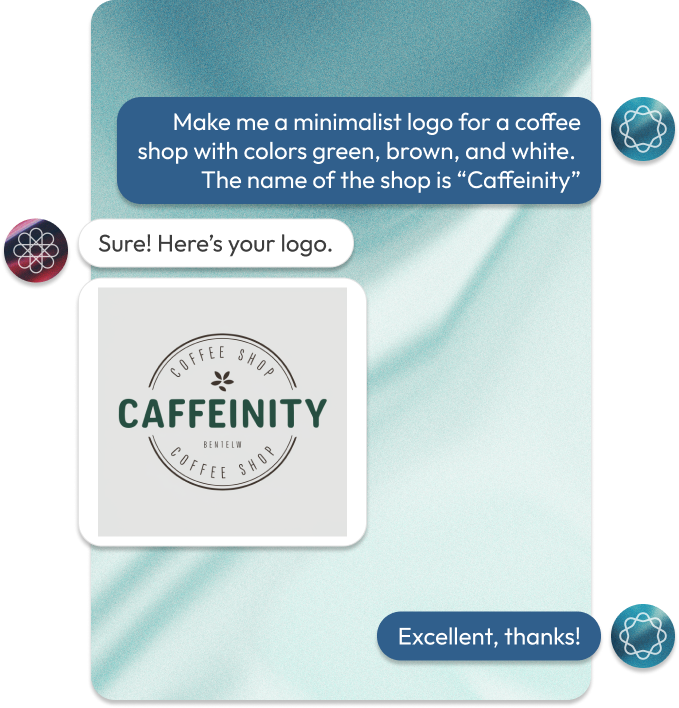 Make me a minimalist logo for a coffee
shop with colors green, brown, and white.
The name of the shop is “Caffeinity”
Sure! Here’s your logo.
COFFEE SHOP
CAFFEINITY
BENTELW
COFFEE SHOP
Excellent, thanks!